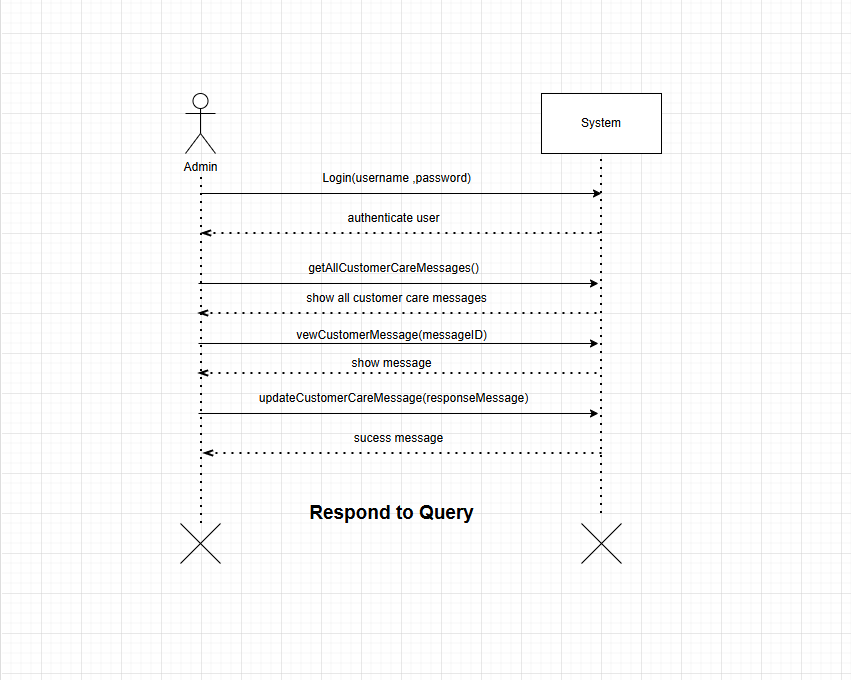 System
Admin
Login(username ,password)
authenticate user
getAllCustomerCareMessages()
show all customer care messages
vewCustomerMessage(messageID)
show message
updateCustomerCareMessage(responseMessage)
sucess message
Respond to Query